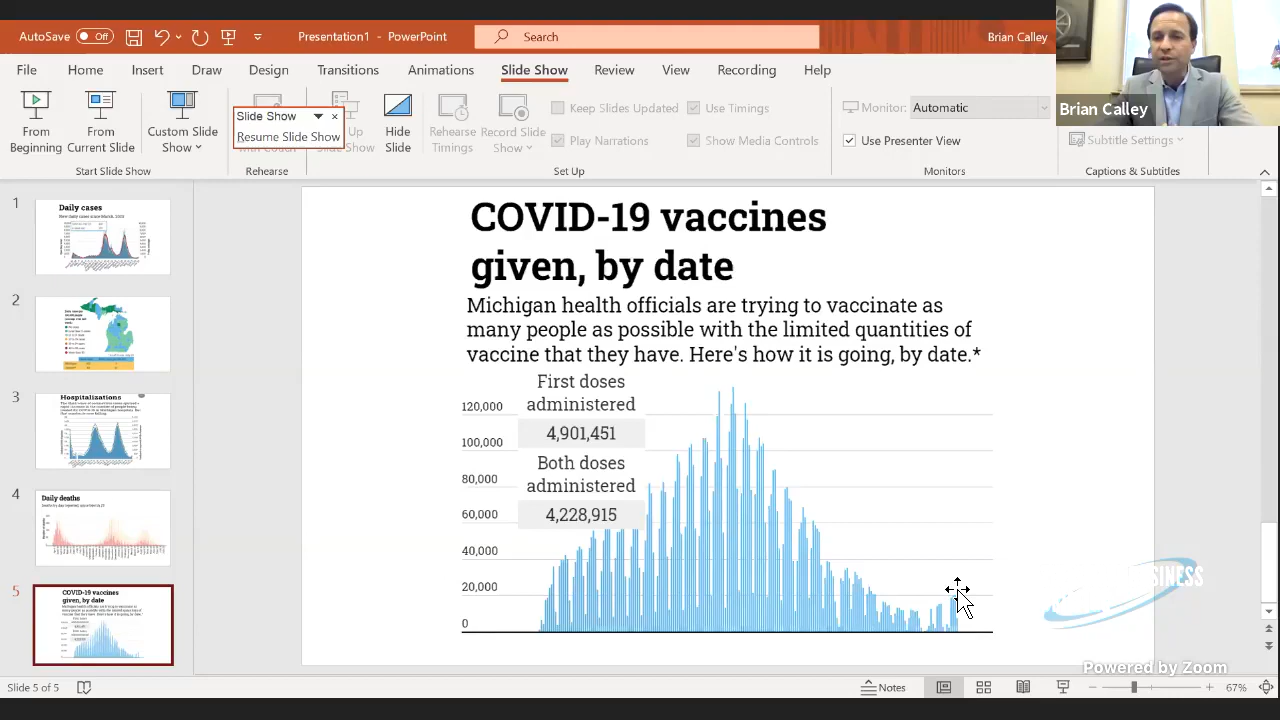 AutoSave Off Presentation1 - PowerPoint Search Brian Calley
File Home Insert Draw Design Transitions Animations Slide Show Review View Recording Help
From Beginning
From Current Slide
Custom Slide Show
Slide Show
Resume Slide Show
with Coach
Up
Show
Hide Slide
Rehearse Timings
Record Slide Show
Keep Slides Updated
Play Narrations
Use Timings
Show Media Controls
Monitor: Automatic
Use Presenter View
Subtitle Settings
Brian Calley
Start Slide Show Rehearse Set Up Monitors Captions & Subtitles
1
Daily cases
2
3
Hospitalizations
4
Daily deaths
5
COVID-19 vaccines
given, by date
COVID-19 vaccines
given, by date
Michigan health officials are trying to vaccinate as
many people as possible with the limited quantities of
vaccine that they have. Here's how it is going, by date.*
First doses
administered
4,901,451
Both doses
administered
4,228,915
120,000
100,000
80,000
60,000
40,000
20,000
0
Powered by Zoom
Slide 5 of 5 Notes 67%